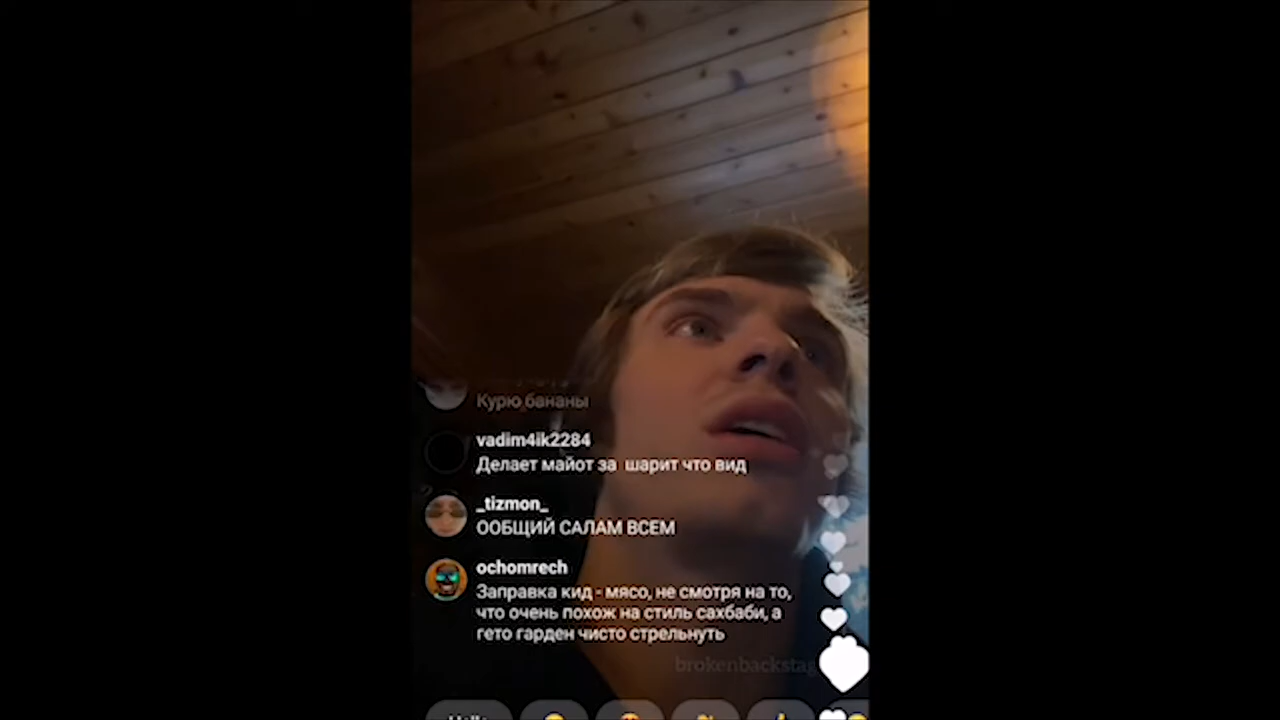 Курю бананы
vadim4ik2284
Делает майот за шарит что вид
_tizmon_
ООБЩИЙ САЛАМ ВСЕМ
ochomrech
Заправка кид - мясо, не смотря на то,
что очень похож на стиль сахбаби, а
гето гарден чисто стрельнуть